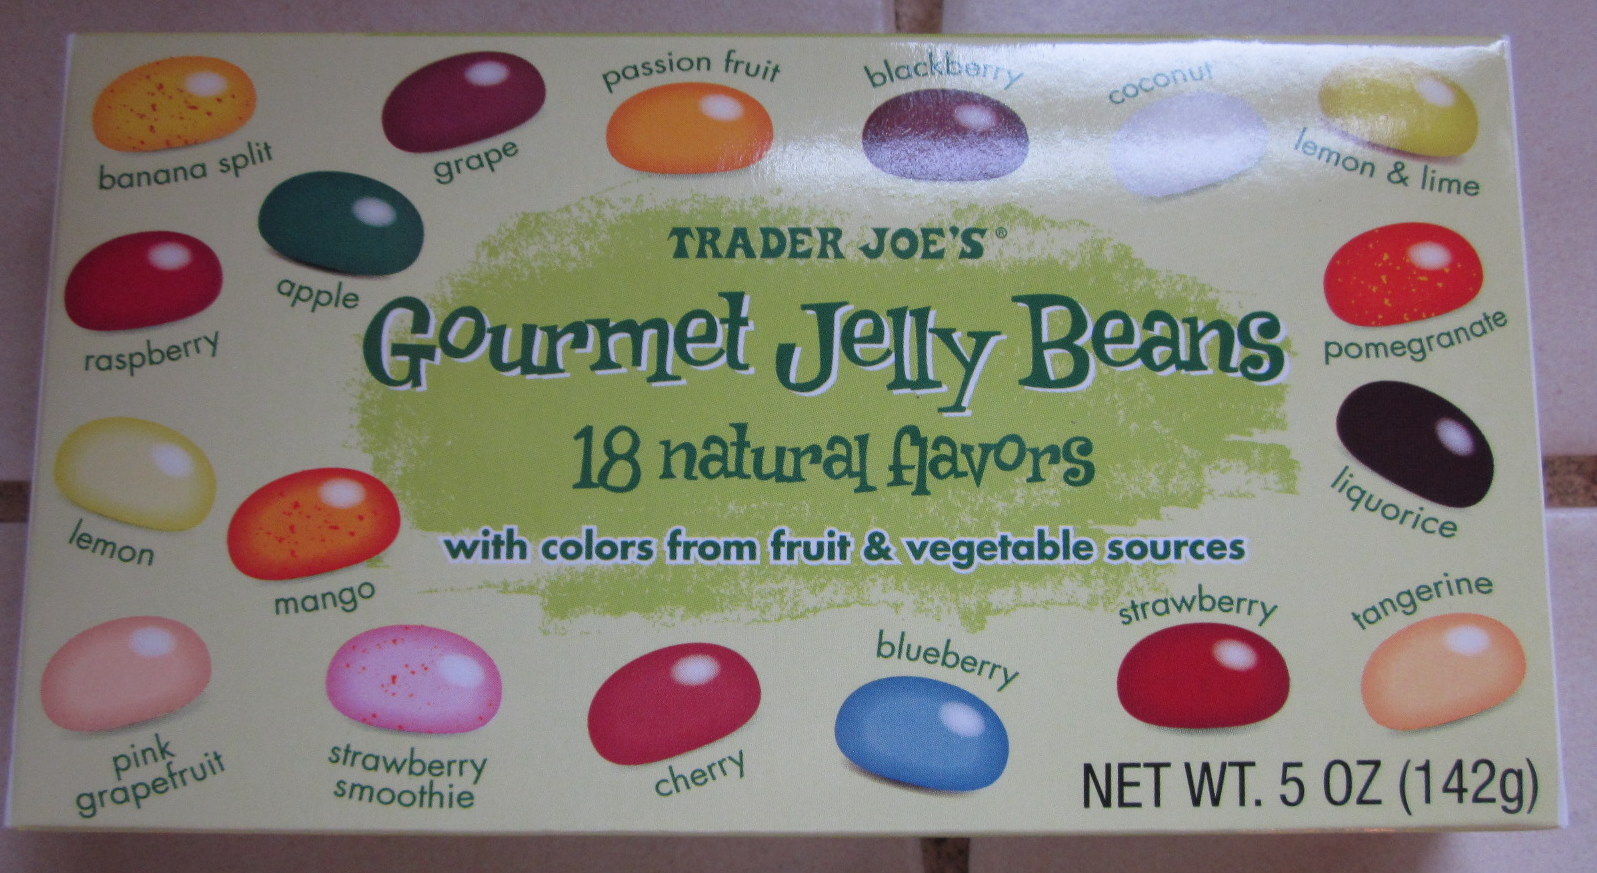 passion fruit
blackberry
coconut
banana split
grape
lemon & lime
TRADER JOE'S®
apple
raspberry
Gourmet Jelly Beans
pomegranate
18 natural flavors
liquorice
lemon
with colors from fruit & vegetable sources
mango
strawberry
tangerine
blueberry
pink
grapefruit
strawberry
smoothie
cherry
NET WT. 5 OZ (142g)